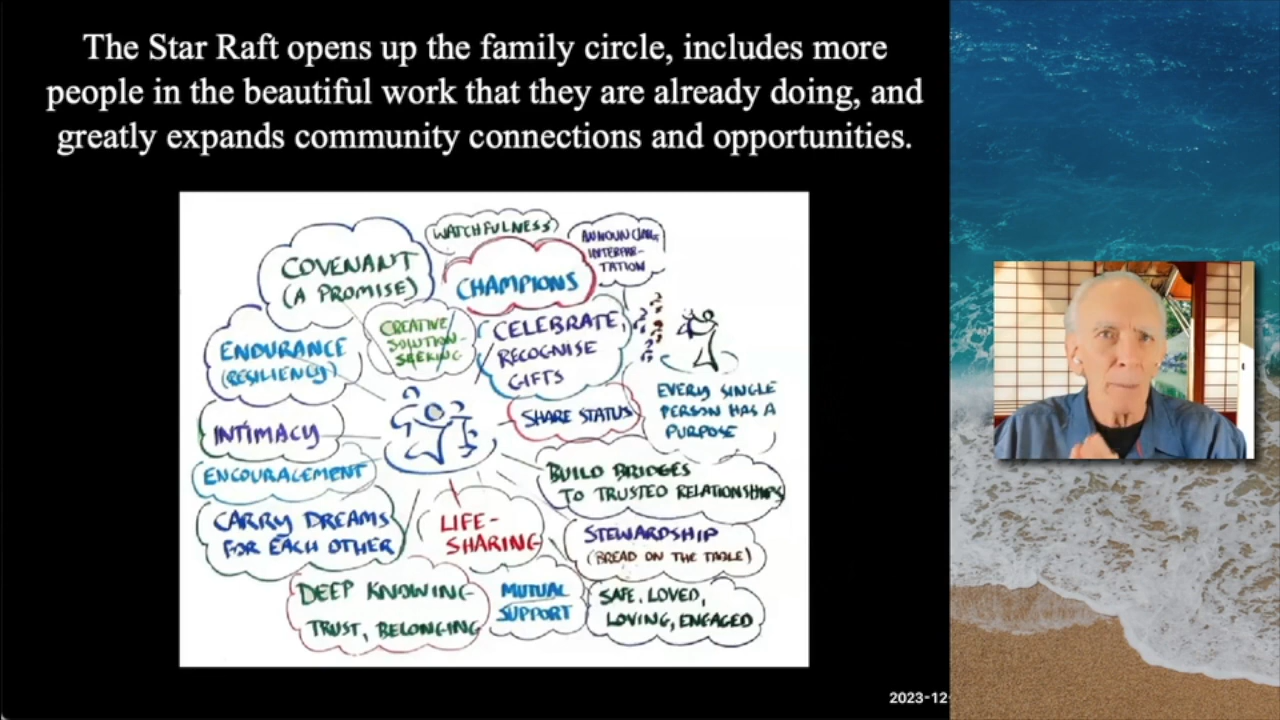 The Star Raft opens up the family circle, includes more
people in the beautiful work that they are already doing, and
greatly expands community connections and opportunities.
WATCHFULNESS
COVENANT
(A PROMISE)
CHAMPIONS
ANNOUNCING
INTERPRE-
TATION
CREATIVE
SOLUTION-
SEEKING
CELEBRATE,
RECOGNISE
GIFTS
ENDURANCE
(RESILIENCY)
SHARE STATUS
EVERY SINGLE
PERSON HAS A
PURPOSE
INTIMACY
ENCOURAGEMENT
BUILD BRIDGES
TO TRUSTED RELATIONSHIPS
CARRY DREAMS
FOR EACH OTHER
LIFE-
SHARING
STEWARDSHIP
(BREAD ON THE TABLE)
DEEP KNOWING
TRUST, BELONGING
MUTUAL
SUPPORT
SAFE, LOVED,
LOVING, ENGAGED
2023-12-